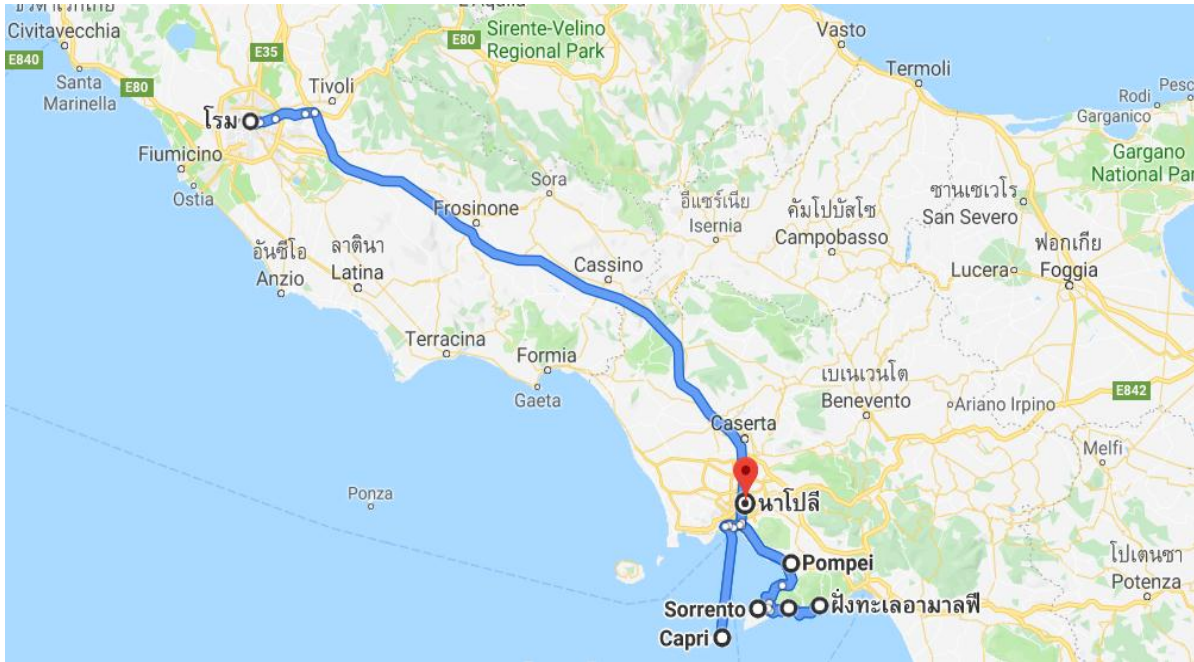 Civitavecchia
E840
Santa
Marinella
E80
E35
Tivoli
E80
Sirente-Velino
Regional Park
Vasto
Termoli
Rodi
Garganico
Gargano
National Par
โรม
Fiumicino
Ostia
Frosinone
Sora
อีแซร์เนีย
Isernia
คัมโปบัสโซ
Campobasso
ซานเซเวโร
San Severo
อันซีโอ
Anzio
ลาตินา
Latina
Cassino
Lucera
ฟอกเกีย
Foggia
Terracina
Formia
Gaeta
เบเนเวนโต
Benevento
E842
Ariano Irpino
Caserta
Melfi
Ponza
นาโปลี
Pompei
โปเตนซา
Potenza
Sorrento
ฝั่งทะเลอามาลฟี
Capri